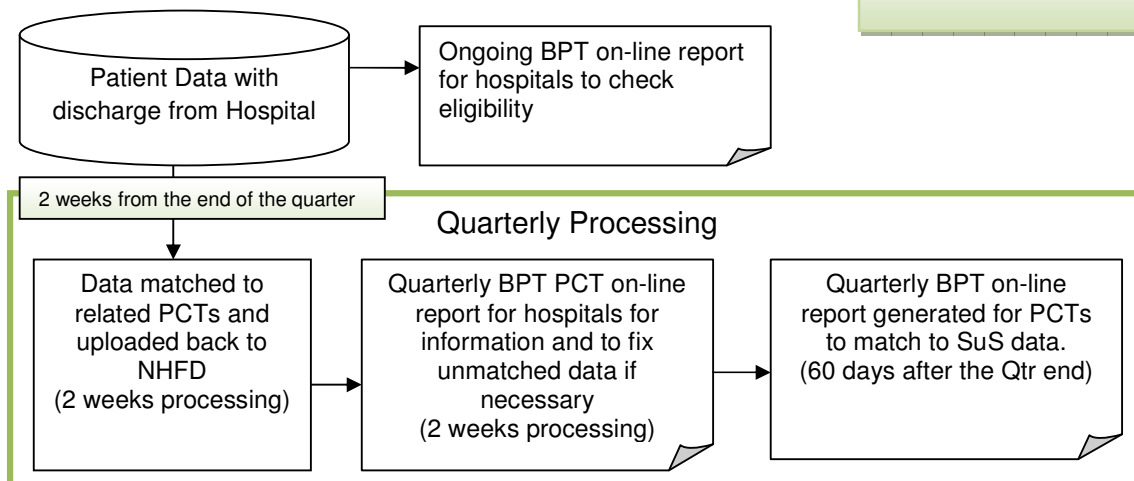 Patient Data with
discharge from Hospital
Ongoing BPT on-line report
for hospitals to check
eligibility
2 weeks from the end of the quarter
Quarterly Processing
Data matched to
related PCTs and
uploaded back to
NHFD
(2 weeks processing)
Quarterly BPT PCT on-line
report for hospitals for
information and to fix
unmatched data if
necessary
(2 weeks processing)
Quarterly BPT on-line
report generated for PCTs
to match to SuS data.
(60 days after the Qtr end)